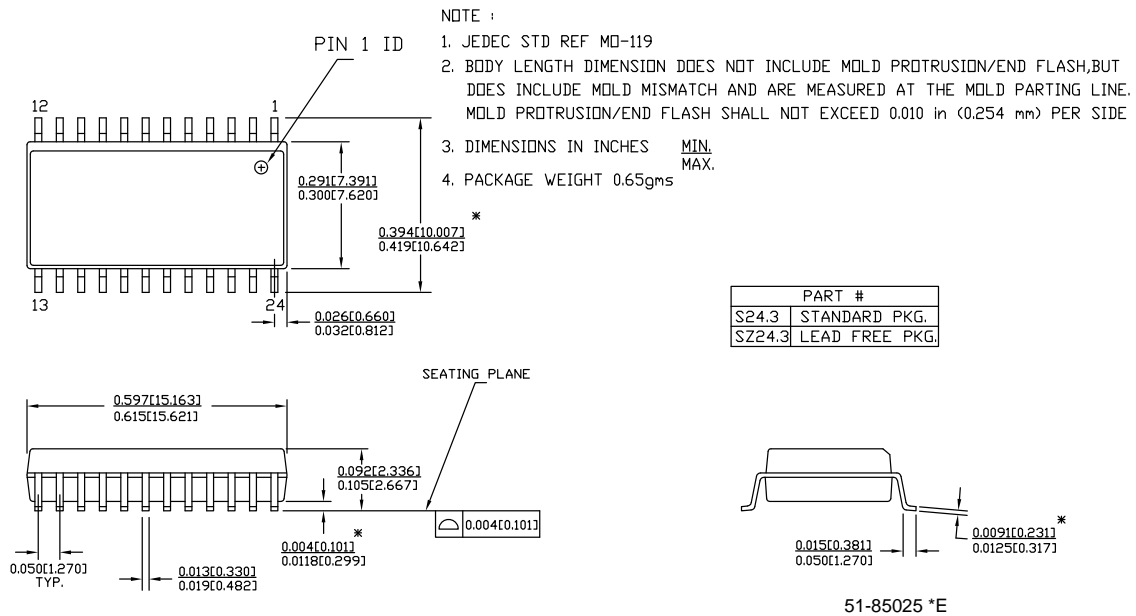 NOTE :
1. JEDEC STD REF MO-119
2. BODY LENGTH DIMENSION DOES NOT INCLUDE MOLD PROTRUSION/END FLASH,BUT
DOES INCLUDE MOLD MISMATCH AND ARE MEASURED AT THE MOLD PARTING LINE.
MOLD PROTRUSION/END FLASH SHALL NOT EXCEED 0.010 in (0.254 mm) PER SIDE
3. DIMENSIONS IN INCHES MIN.
MAX.
4. PACKAGE WEIGHT 0.65gms
PIN 1 ID
12 1
0.291[7.391]
0.300[7.620]
*
0.394[10.007]
0.419[10.642]
13 24
0.026[0.660]
0.032[0.812]
PART #
S24.3 STANDARD PKG.
SZ24.3 LEAD FREE PKG.
SEATING PLANE
0.597[15.163]
0.615[15.621]
0.092[2.336]
0.105[2.667]
0.004[0.101]
*
0.004[0.101]
0.0118[0.299]
0.050[1.270]
TYP.
0.013[0.330]
0.019[0.482]
0.015[0.381]
0.050[1.270]
*
0.0091[0.231]
0.0125[0.317]
51-85025 *E